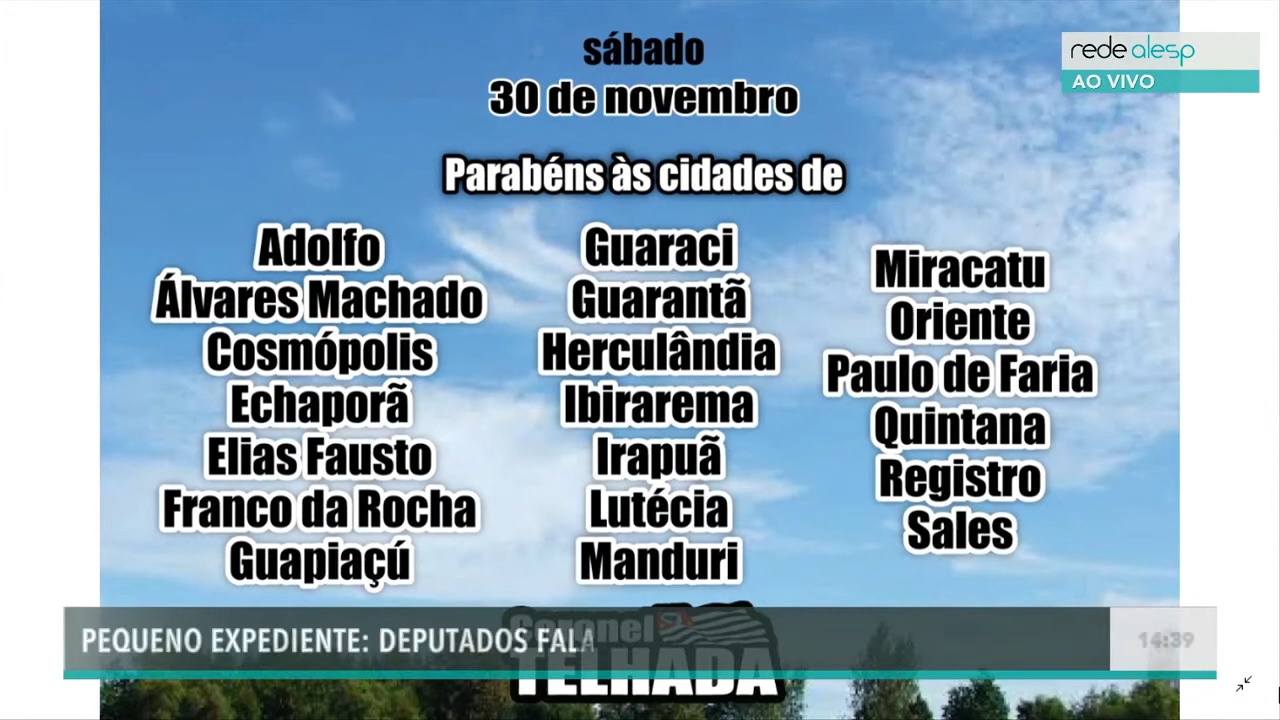 sábado
30 de novembro
Parabéns às cidades de
Adolfo
Álvares Machado
Cosmópolis
Echaporã
Elias Fausto
Franco da Rocha
Guapiaçú
Guaraci
Guarantã
Herculândia
Ibirarema
Irapuã
Lutécia
Manduri
Miracatu
Oriente
Paulo de Faria
Quintana
Registro
Sales
rede alesp
AO VIVO
Coronel
TELHADA
PEQUENO EXPEDIENTE: DEPUTADOS FALA
14:39